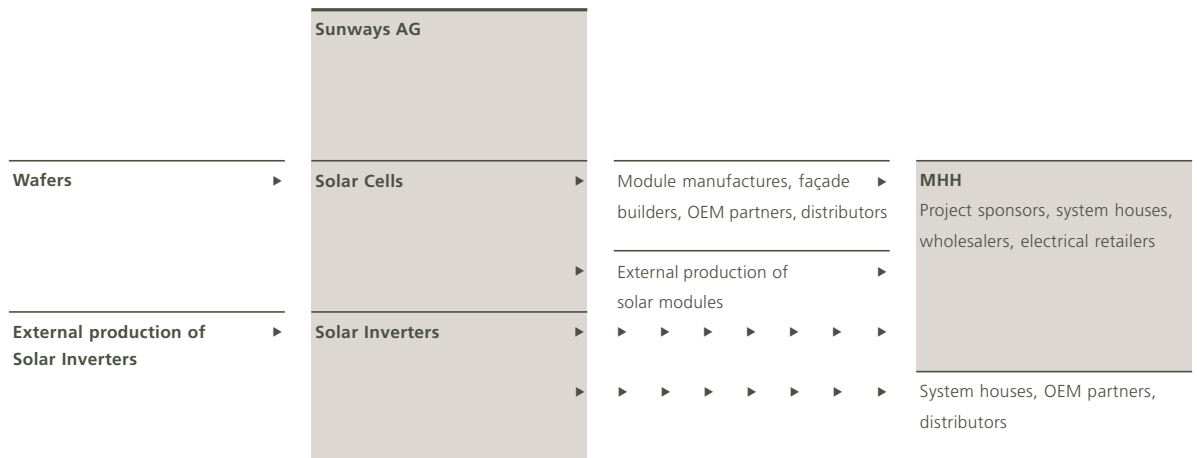 Sunways AG
Wafers ►
Solar Cells ►
►
Module manufactures, façade ►
builders, OEM partners, distributors
External production of ►
solar modules
MHH
Project sponsors, system houses,
wholesalers, electrical retailers
External production of ►
Solar Inverters
Solar Inverters ►
► ► ► ► ► ► ►
►
► ► ► ► ► ► ►
System houses, OEM partners,
distributors